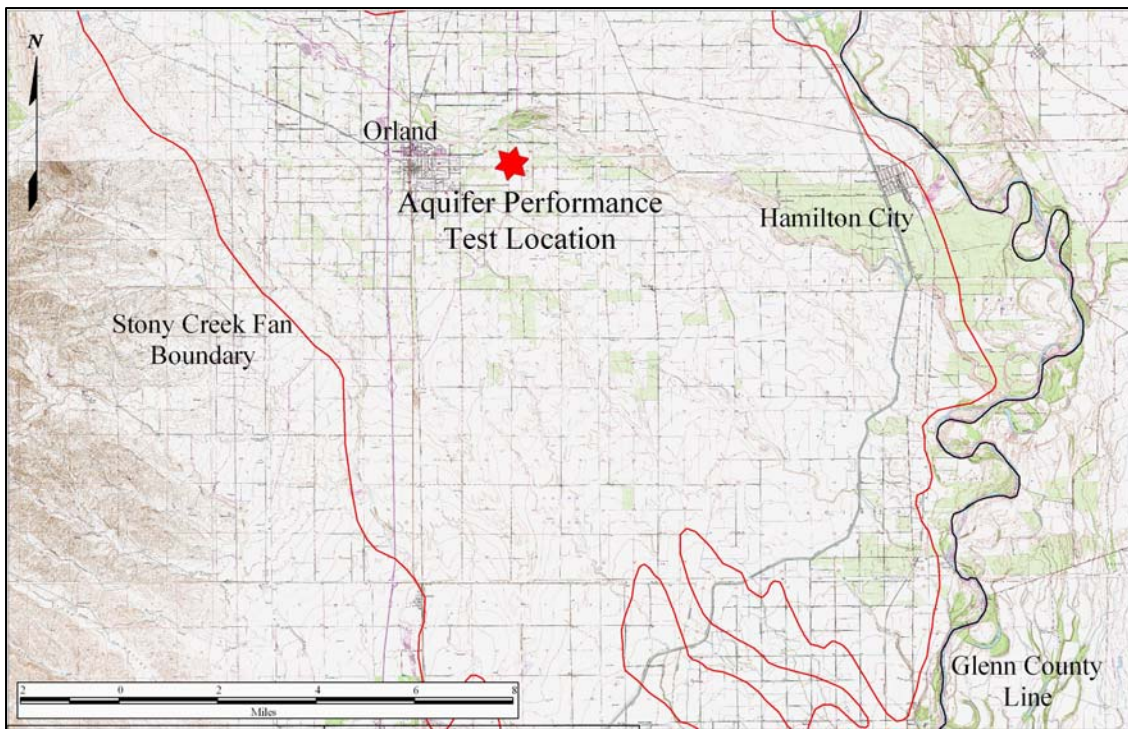 N
Orland
Aquifer Performance
Test Location
Hamilton City
Stony Creek Fan
Boundary
Glenn County
Line
2 0 2 4 6 8
Miles